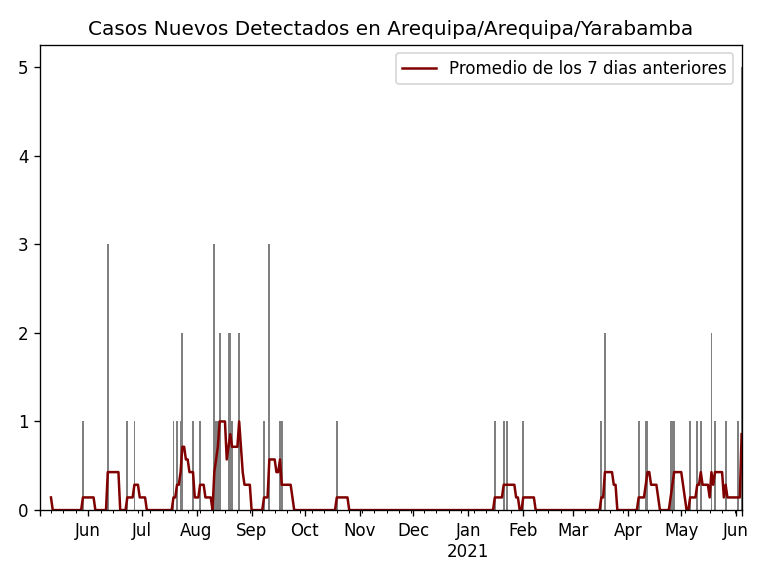 Casos Nuevos Detectados en Arequipa/Arequipa/Yarabamba
Promedio de los 7 dias anteriores
5
4
3
2
1
0
Jun Jul Aug Sep Oct Nov Dec Jan Feb Mar Apr May Jun
2021